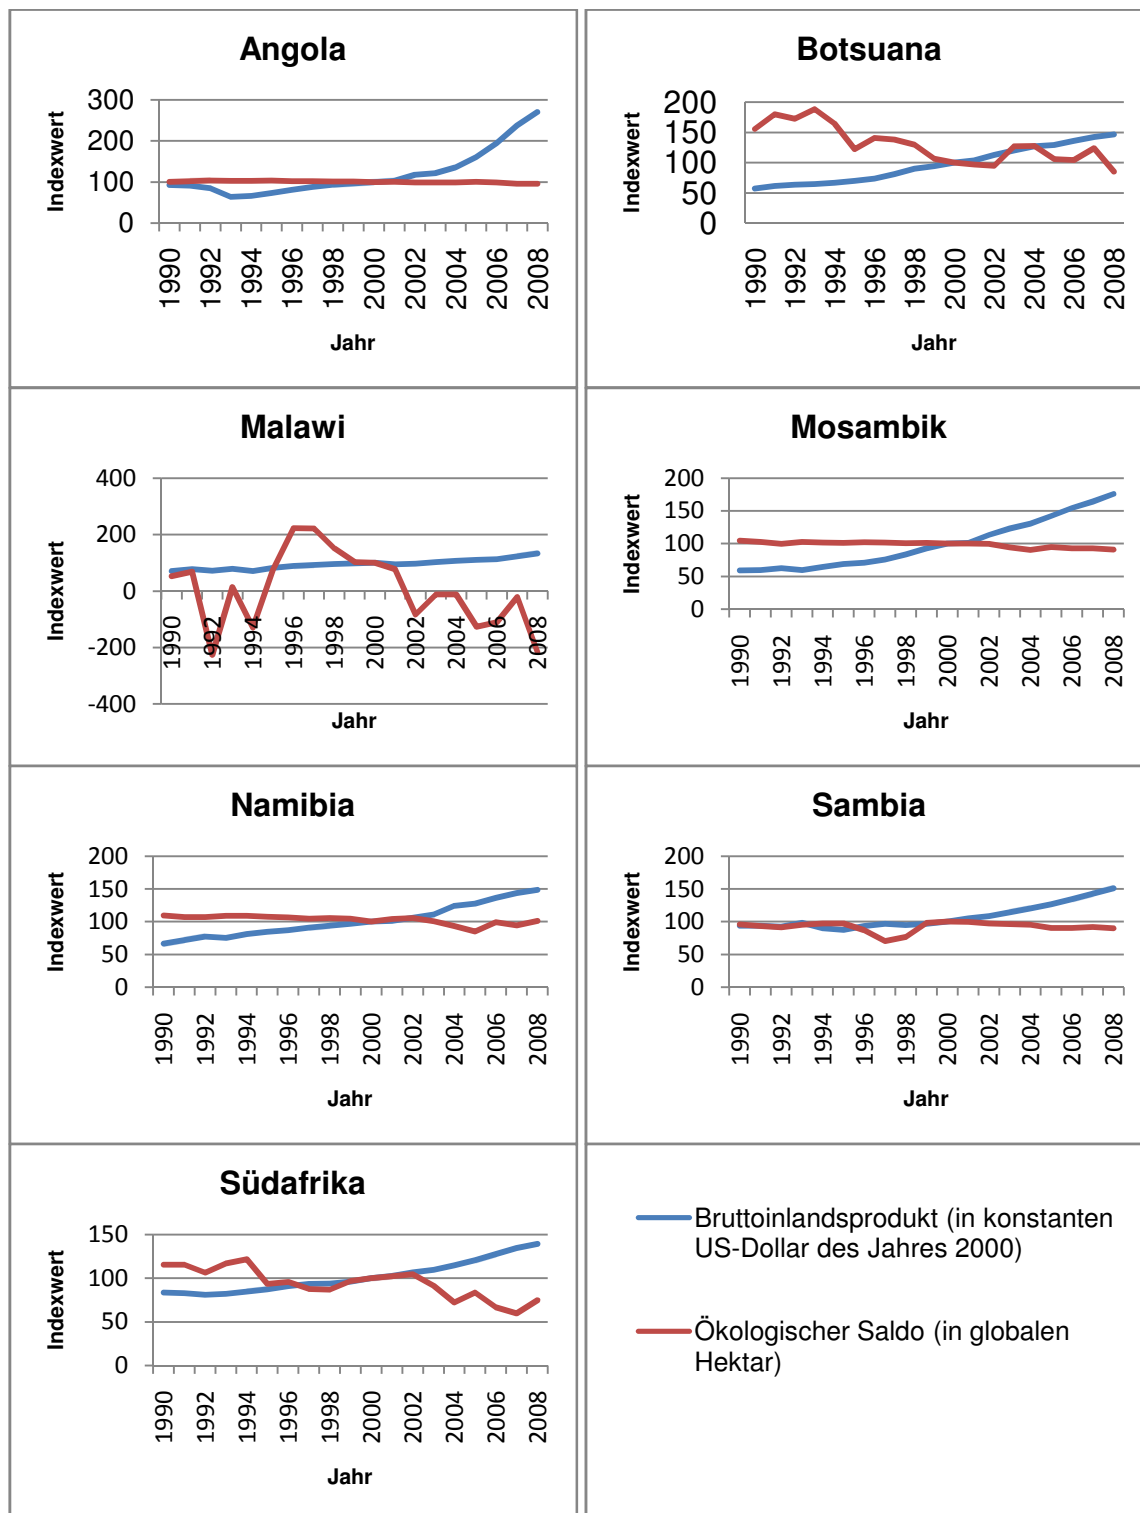 Angola
Indexwert
300
200
100
0
1990 1992 1994 1996 1998 2000 2002 2004 2006 2008
Jahr
Botsuana
Indexwert
200
150
100
50
0
1990 1992 1994 1996 1998 2000 2002 2004 2006 2008
Jahr
Malawi
Indexwert
400
200
0
-200
-400
1990 1992 1994 1996 1998 2000 2002 2004 2006 2008
Jahr
Mosambik
Indexwert
200
150
100
50
0
1990 1992 1994 1996 1998 2000 2002 2004 2006 2008
Jahr
Namibia
Indexwert
200
150
100
50
0
1990 1992 1994 1996 1998 2000 2002 2004 2006 2008
Jahr
Sambia
Indexwert
200
150
100
50
0
1990 1992 1994 1996 1998 2000 2002 2004 2006 2008
Jahr
Südafrika
Indexwert
150
100
50
0
1990 1992 1994 1996 1998 2000 2002 2004 2006 2008
Jahr
Bruttoinlandsprodukt (in konstanten
US-Dollar des Jahres 2000)
Ökologischer Saldo (in globalen
Hektar)